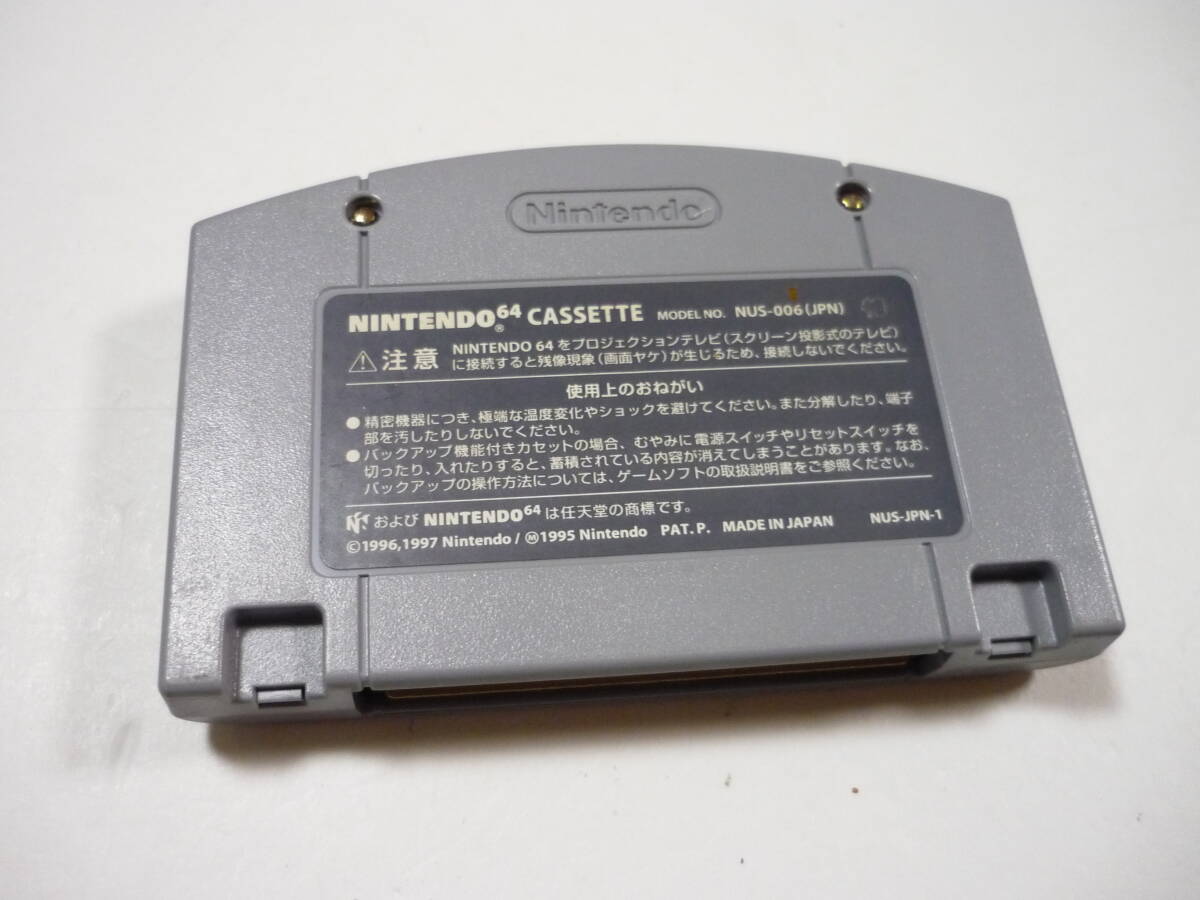 Nintendo
NINTENDO64® CASSETTE MODEL NO. NUS-006(JPN)
⚠注意 NINTENDO 64 をプロジェクションテレビ(スクリーン投影式のテレビ)
に接続すると残像現象(画面ヤケ)が生じるため、接続しないでください。
使用上のおねがい
●精密機器につき、極端な温度変化やショックを避けてください。また分解したり、端子
部を汚したりしないでください。
●バックアップ機能付きカセットの場合、むやみに電源スイッチやリセットスイッチを
切ったり、入れたりすると、蓄積されている内容が消えてしまうことがあります。なお、
バックアップの操作方法については、ゲームソフトの取扱説明書をご参照ください。
および NINTENDO64 は任天堂の商標です。
©1996,1997 Nintendo / Ⓜ1995 Nintendo PAT. P. MADE IN JAPAN NUS-JPN-1